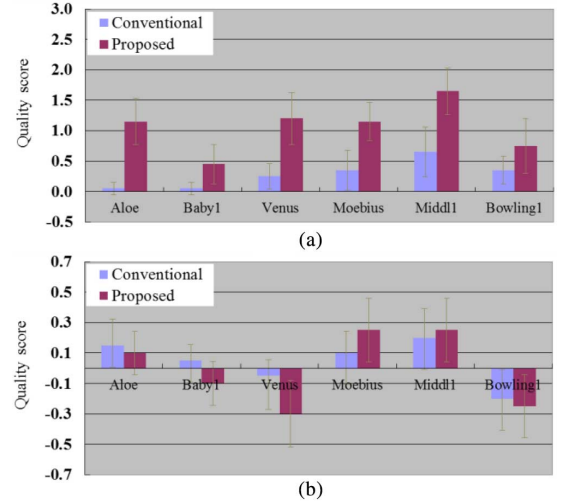 3.0
Conventional
2.5
Proposed
2.0
Quality score
1.5
1.0
0.5
0.0
Aloe Baby1 Venus Moebius Middl1 Bowling1
-0.5
(a)
0.7
Conventional
0.5
Proposed
0.3
Quality score
0.1
Aloe Baby1 Venus Moebius Middl1 Bowling1
-0.1
-0.3
-0.5
-0.7
(b)